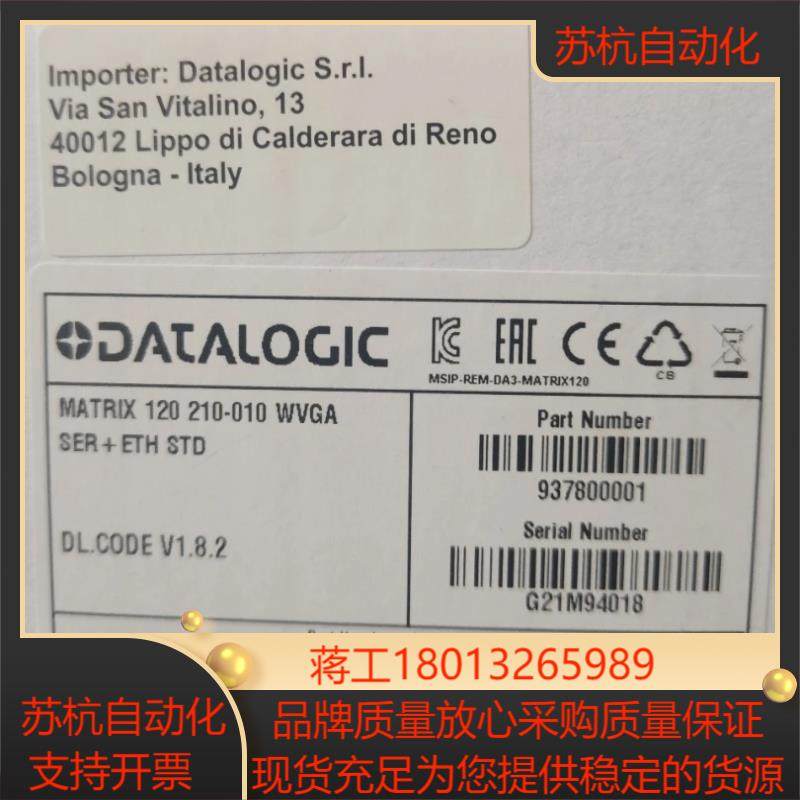 苏杭自动化
Importer: Datalogic S.r.l.
Via San Vitalino, 13
40012 Lippo di Calderara di Reno
Bologna - Italy
DATALOGIC
EAC CE
CB
MSIP-REM-DA3-MATRIX120
MATRIX 120 210-010 WVGA
SER + ETH STD
DL.CODE V1.8.2
Part Number
937800001
Serial Number
G21M94018
蒋工18013265989
苏杭自动化
支持开票
品牌质量放心采购质量保证
现货充足为您提供稳定的货源